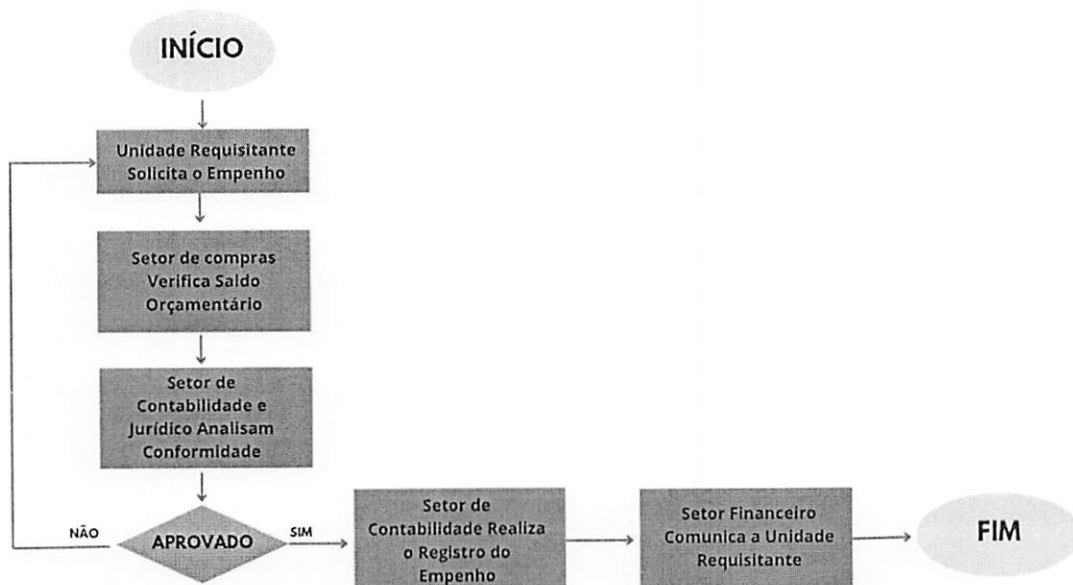 INÍCIO
Unidade Requisitante
Solicita o Empenho
Setor de compras
Verifica Saldo
Orçamentário
Setor de
Contabilidade e
Jurídico Analisam
Conformidade
NÃO
APROVADO
SIM
Setor de
Contabilidade Realiza
o Registro do
Empenho
Setor Financeiro
Comunica a Unidade
Requisitante
FIM